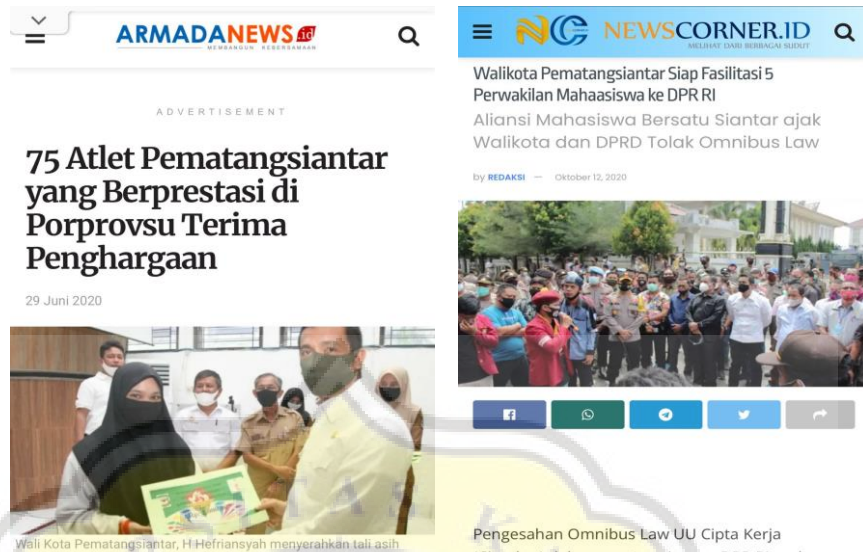 ARMADANEWS.id
MEMBANGUN KEBERSAMAAN
ADVERTISEMENT
75 Atlet Pematangsiantar
yang Berprestasi di
Porprovsu Terima
Penghargaan
29 Juni 2020
Wali Kota Pematangsiantar, H Hefriansyah menyerahkan tali asih
NC NEWSCORNER.ID
MELIHAT DARI BERBAGAI SUDUT
Walikota Pematangsiantar Siap Fasilitasi 5
Perwakilan Mahaasiswa ke DPR RI
Aliansi Mahasiswa Bersatu Siantar ajak
Walikota dan DPRD Tolak Omnibus Law
by REDAKSI — Oktober 12, 2020
Pengesahan Omnibus Law UU Cipta Kerja